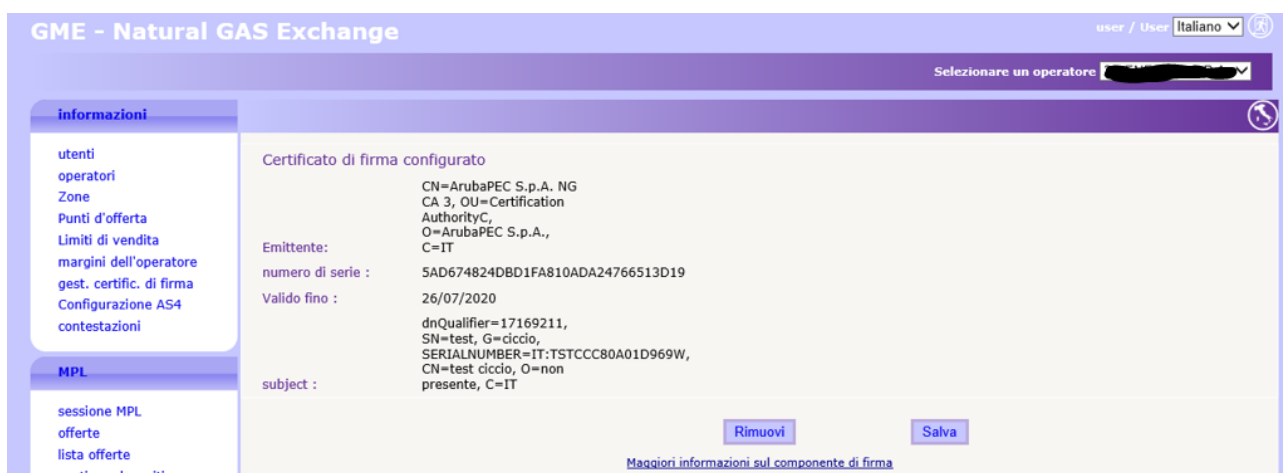 GME - Natural GAS Exchange
user / User Italiano
Selezionare un operatore
informazioni
utenti
operatori
Zone
Punti d'offerta
Limiti di vendita
margini dell'operatore
gest. certific. di firma
Configurazione AS4
contestazioni
MPL
sessione MPL
offerte
lista offerte
Certificato di firma configurato
CN=ArubaPEC S.p.A. NG
CA 3, OU=Certification
AuthorityC,
O=ArubaPEC S.p.A.,
Emittente: C=IT
numero di serie : 5AD674824DBD1FA810ADA24766513D19
Valido fino : 26/07/2020
dnQualifier=17169211,
SN=test, G=ciccio,
SERIALNUMBER=IT:TSTCCC80A01D969W,
CN=test ciccio, O=non
subject : presente, C=IT
Rimuovi Salva
Maggiori informazioni sul componente di firma